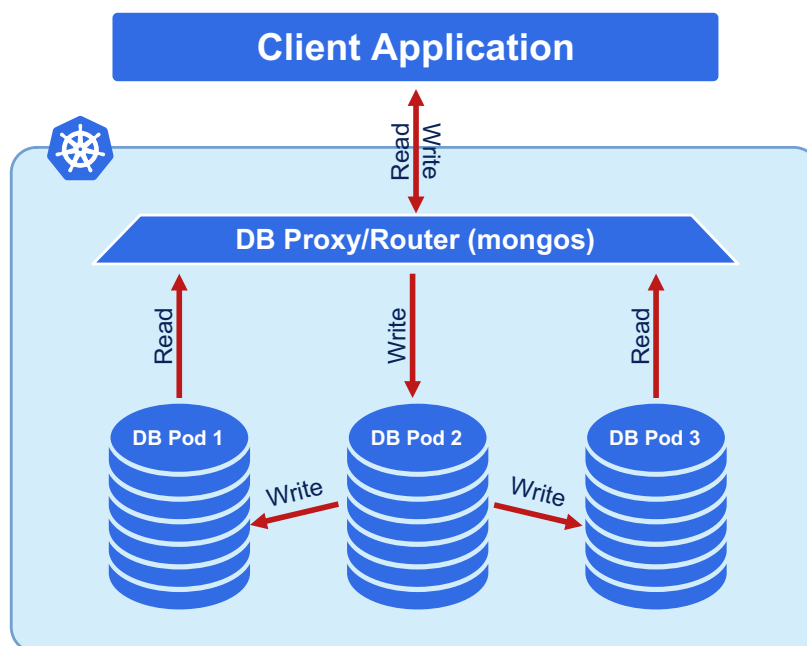 Client Application
Read
Write
DB Proxy/Router (mongos)
Read
Write
Read
DB Pod 1
DB Pod 2
DB Pod 3
Write
Write